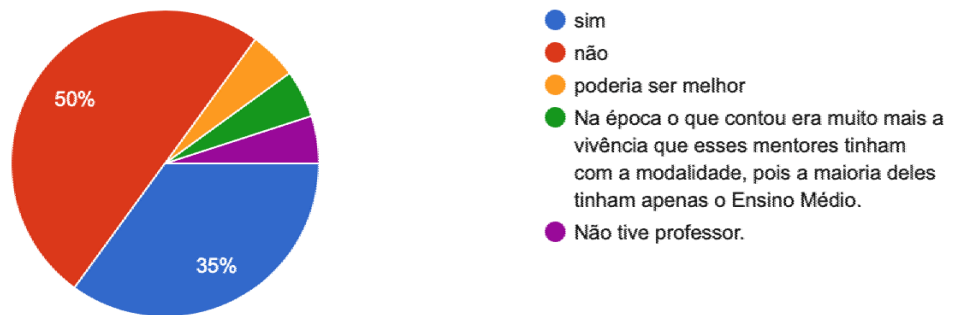 50%
35%
sim
não
poderia ser melhor
Na época o que contou era muito mais a
vivência que esses mentores tinham
com a modalidade, pois a maioria deles
tinham apenas o Ensino Médio.
Não tive professor.